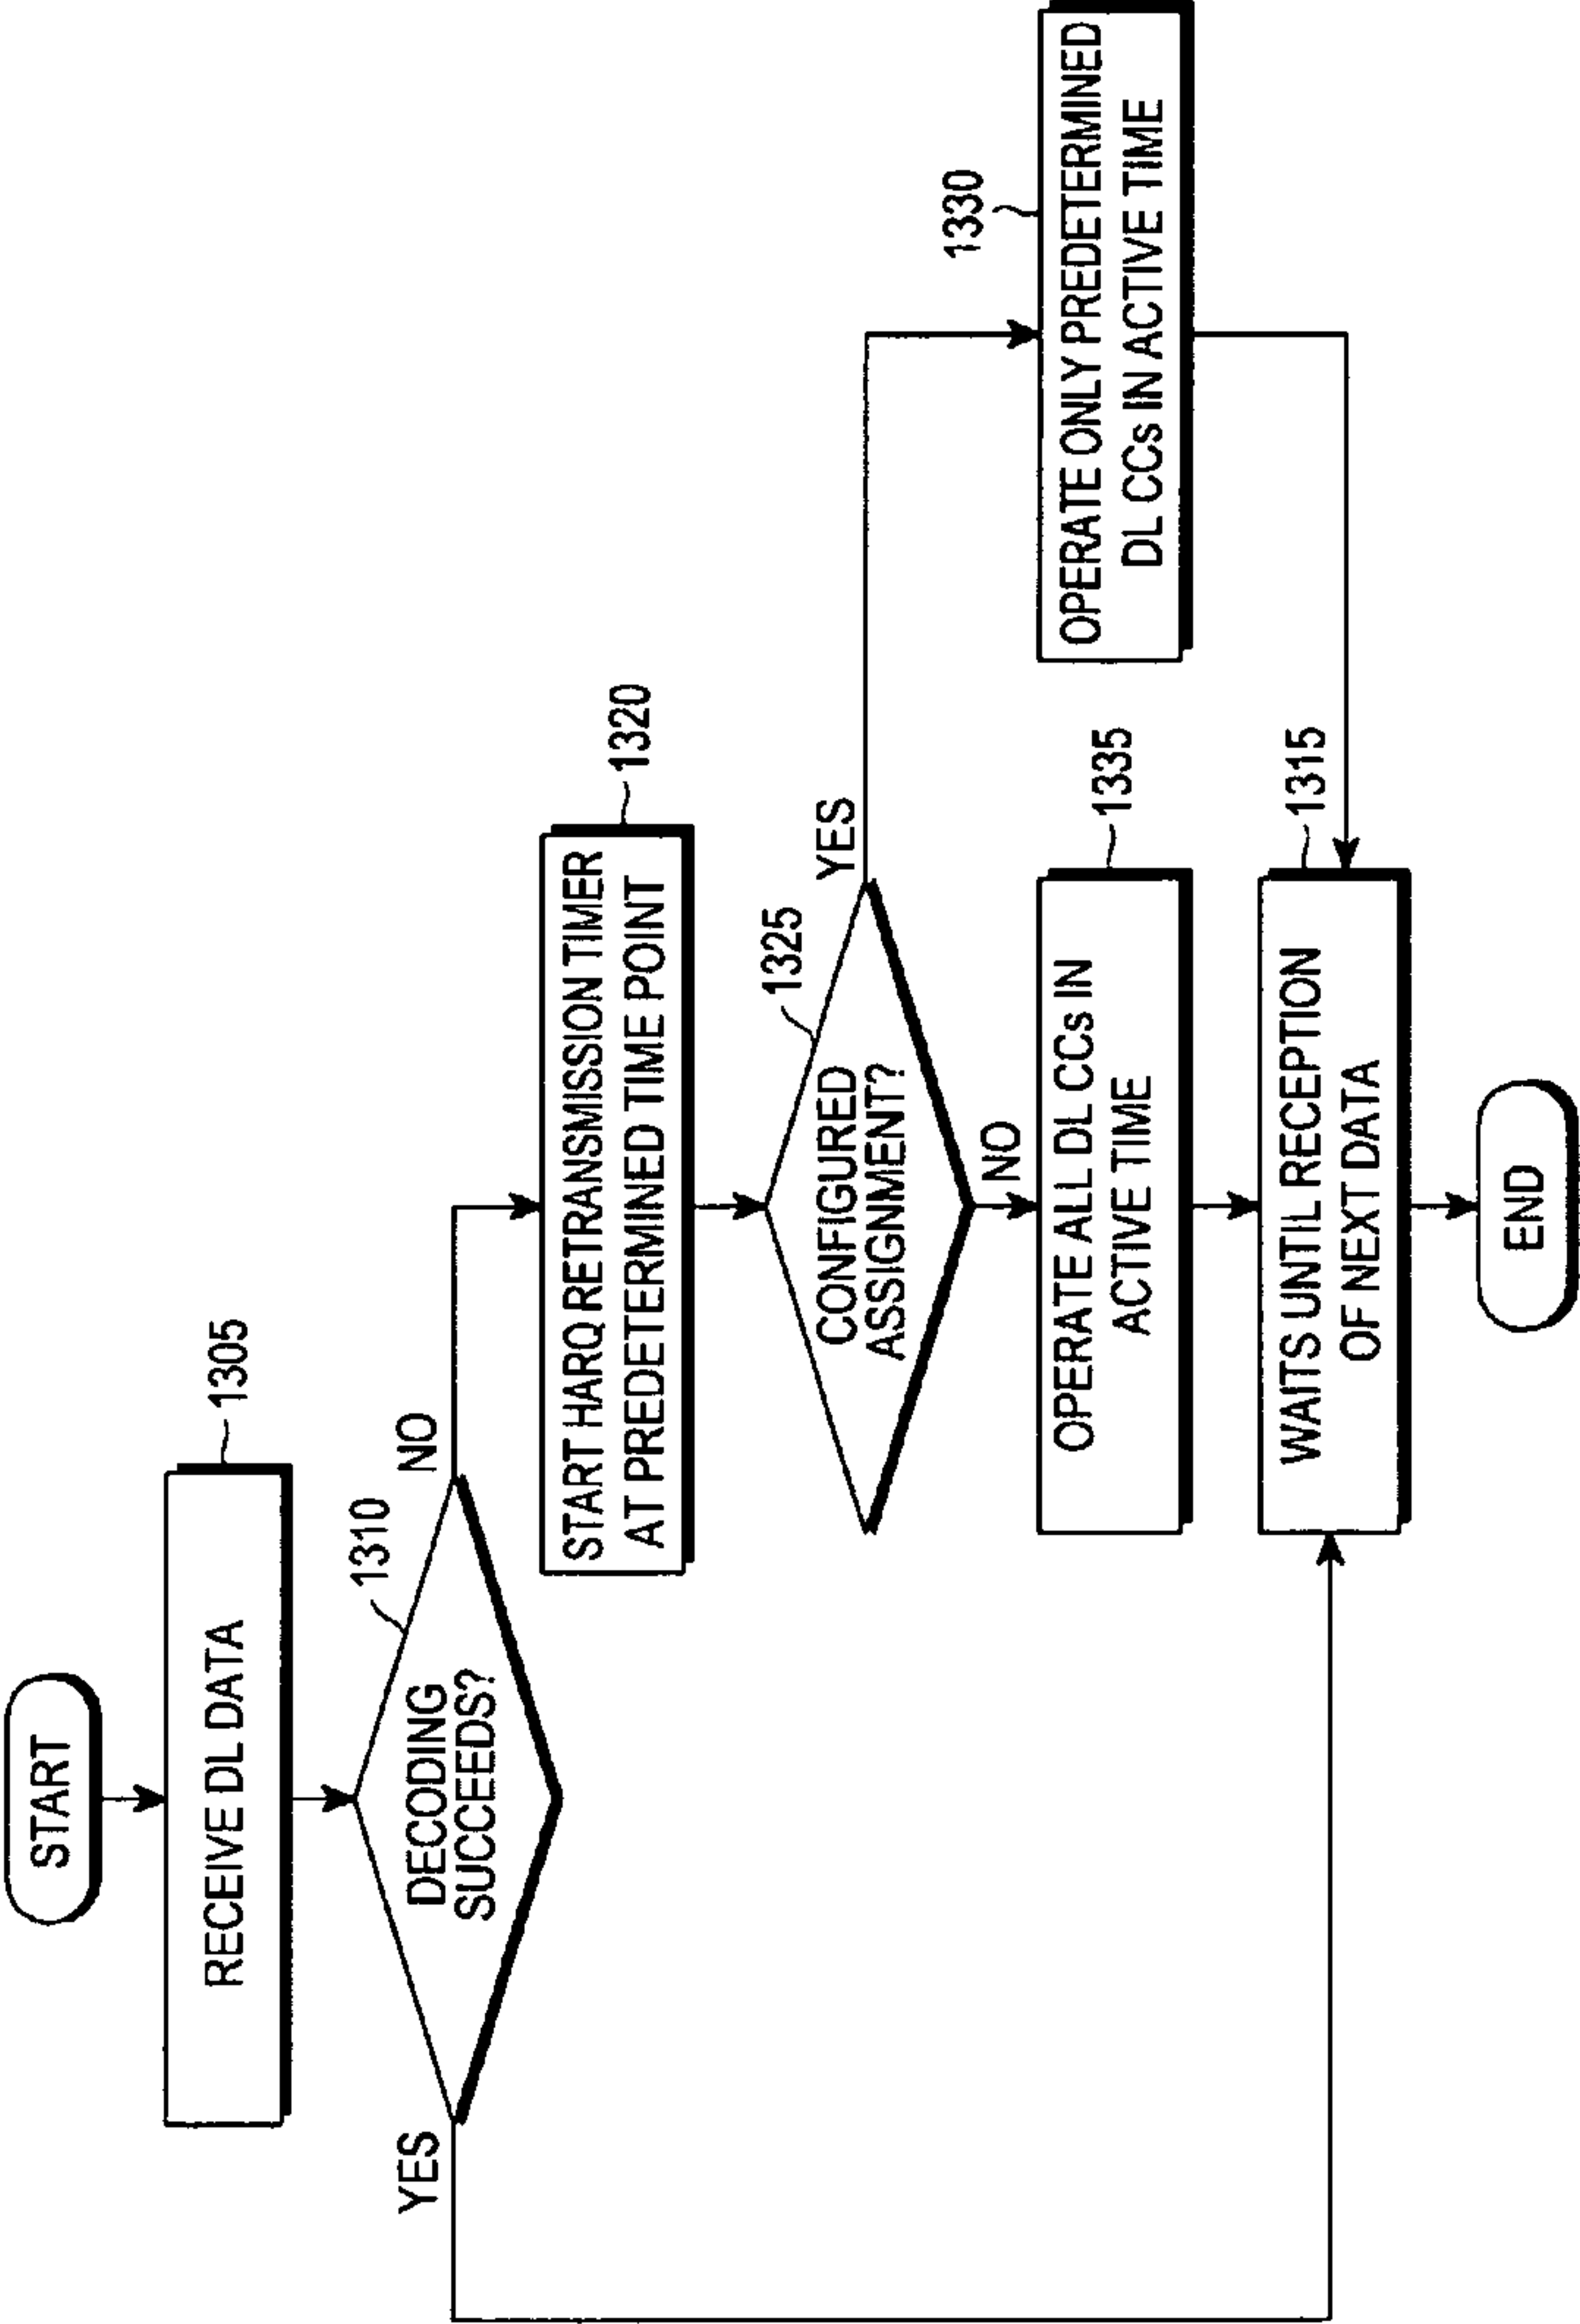 START
RECEIVE DL DATA
1305
DECODING
SUCCEEDS?
1310
YES
NO
START HARQ RETRANSMISSION TIMER
AT PREDETERMINED TIME POINT
1320
CONFIGURED
ASSIGNMENT?
1325
YES
NO
OPERATE ONLY PREDETERMINED
DL CCs IN ACTIVE TIME
1330
OPERATE ALL DL CCs IN
ACTIVE TIME
1335
WAITS UNTIL RECEPTION
OF NEXT DATA
1315
END